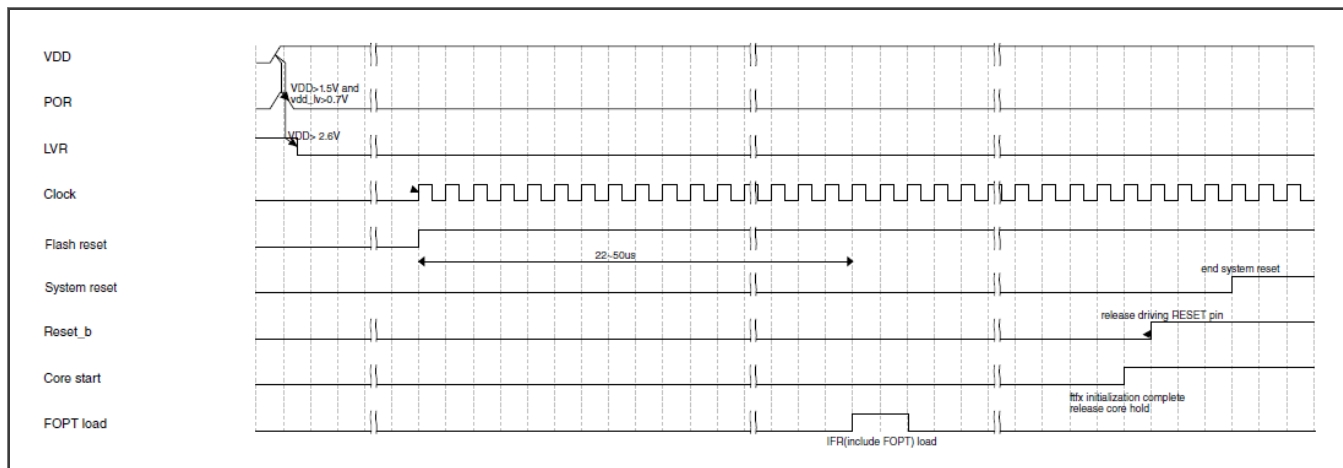 VDD
VDD>1.5V and
POR
vdd_lv>0.7V
VDD> 2.6V
LVR
Clock
Flash reset
22~50us
end system reset
System reset
release driving RESET pin
Reset_b
Core start
ftfx initialization complete
release core hold
FOPT load
IFR(include FOPT) load